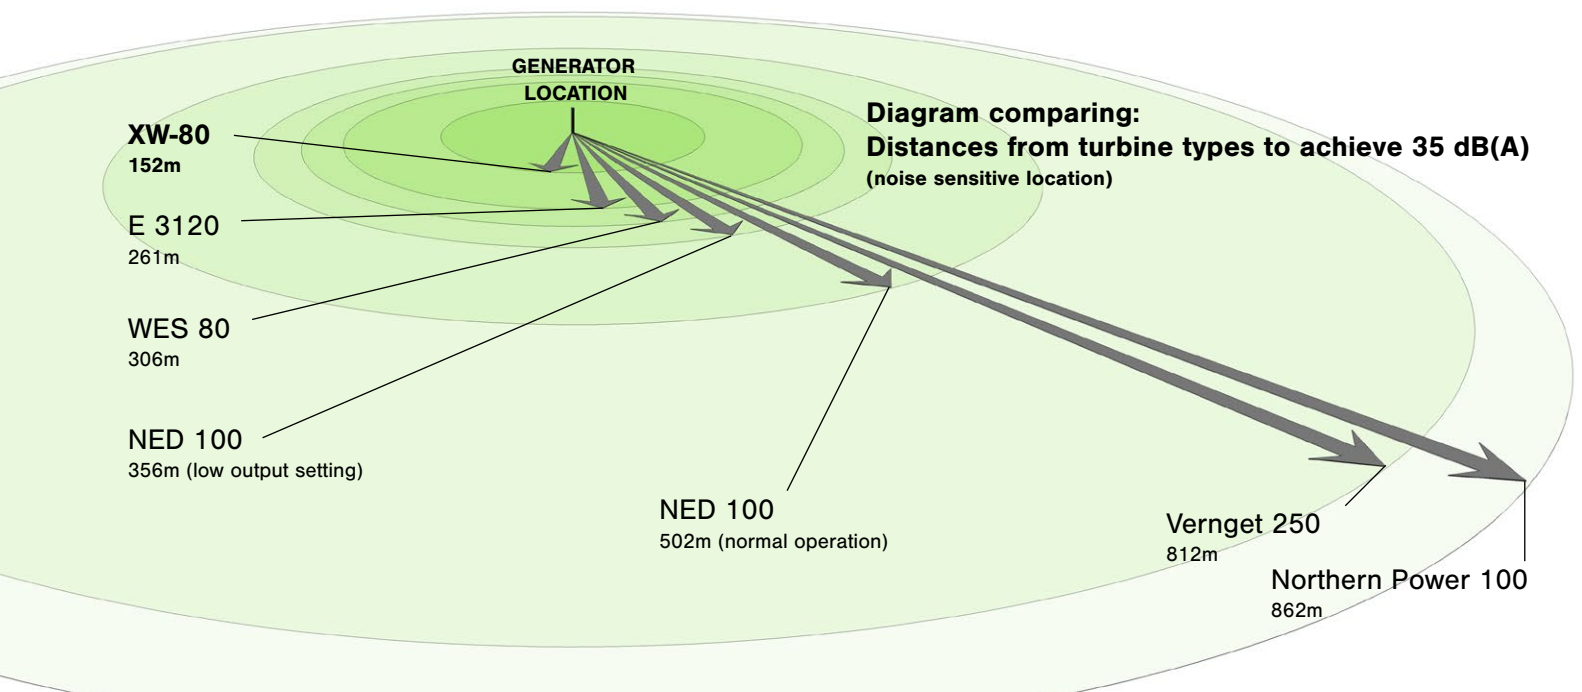 GENERATOR
LOCATION
Diagram comparing:
Distances from turbine types to achieve 35 dB(A)
(noise sensitive location)
XW-80
152m
E 3120
261m
WES 80
306m
NED 100
356m (low output setting)
NED 100
502m (normal operation)
Vernget 250
812m
Northern Power 100
862m